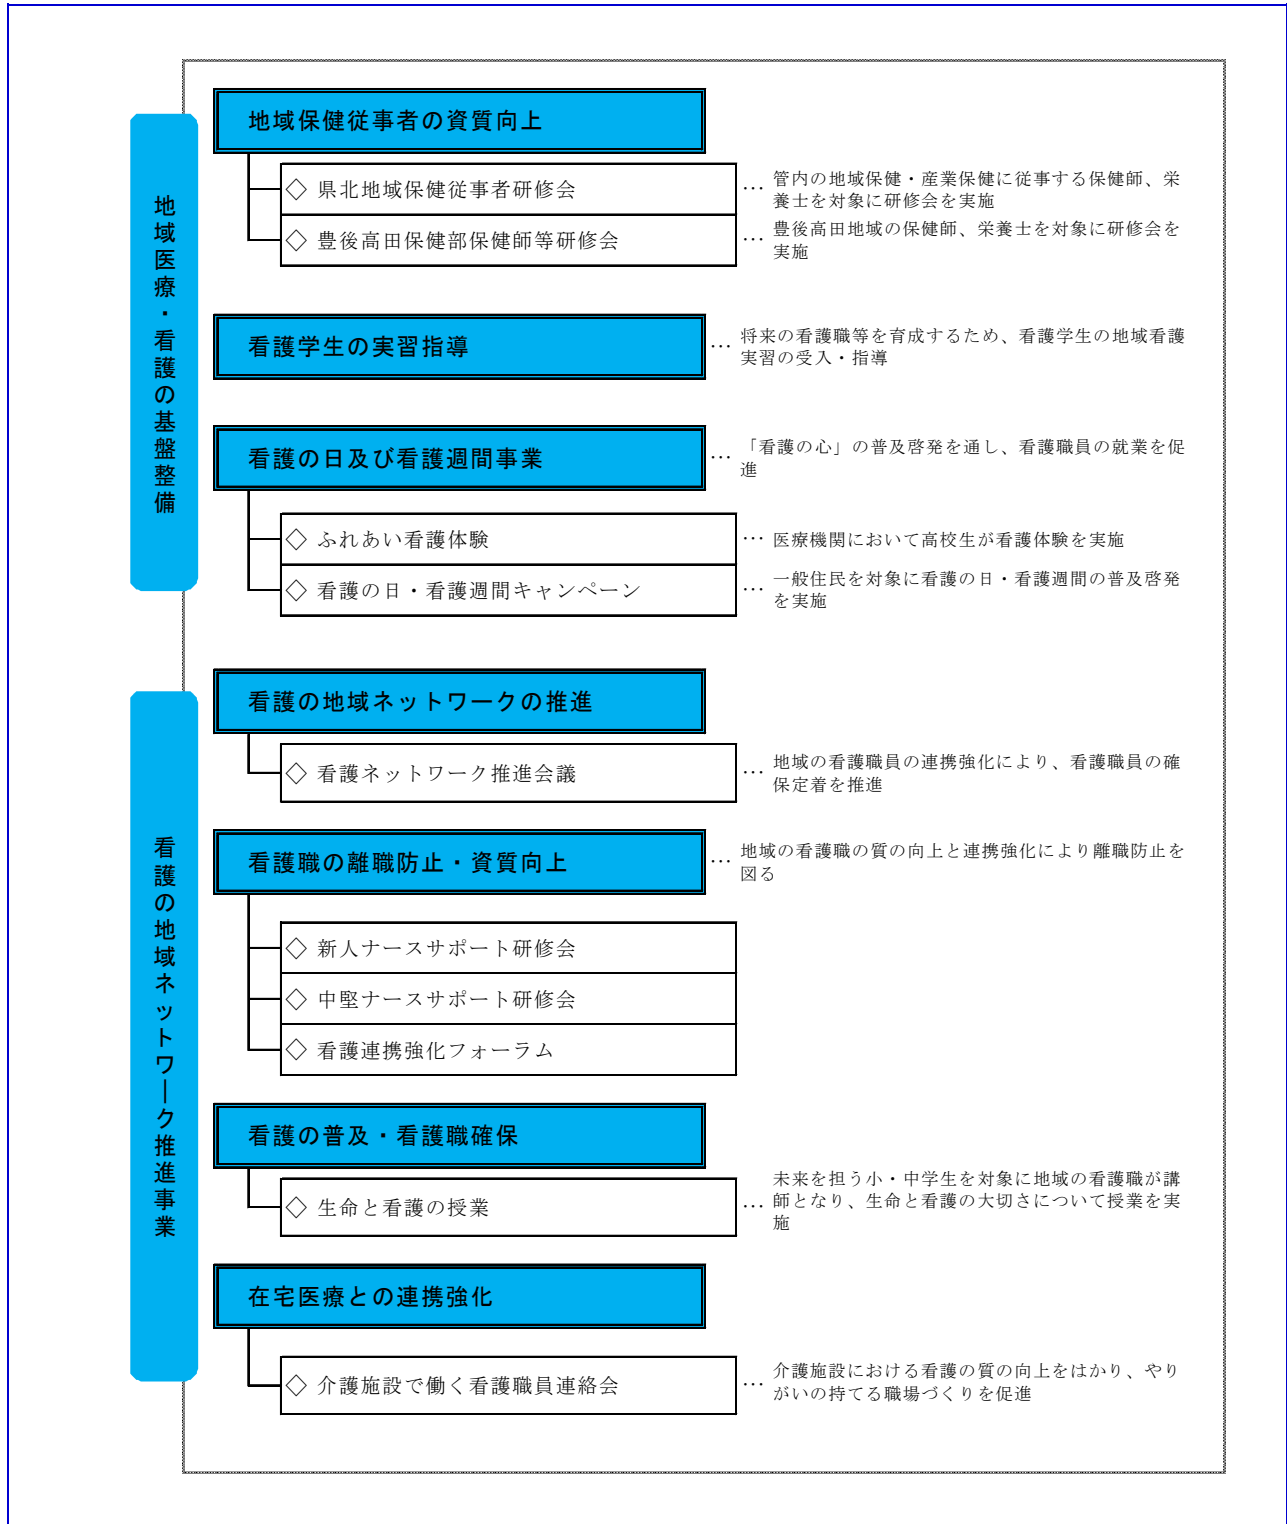 地域医療・看護の基盤整備
地域保健従事者の資質向上
◇ 県北地域保健従事者研修会
… 管内の地域保健・産業保健に従事する保健師、栄
養士を対象に研修会を実施
◇ 豊後高田保健部保健師等研修会
… 豊後高田地域の保健師、栄養士を対象に研修会を
実施
看護学生の実習指導
… 将来の看護職等を育成するため、看護学生の地域看護
実習の受入・指導
看護の日及び看護週間事業
… 「看護の心」の普及啓発を通し、看護職員の就業を促
進
◇ ふれあい看護体験
… 医療機関において高校生が看護体験を実施
◇ 看護の日・看護週間キャンペーン
… 一般住民を対象に看護の日・看護週間の普及啓発
を実施
看護の地域ネットワーク推進事業
看護の地域ネットワークの推進
◇ 看護ネットワーク推進会議
… 地域の看護職員の連携強化により、看護職員の確
保定着を推進
看護職の離職防止・資質向上
… 地域の看護職の質の向上と連携強化により離職防止を
図る
◇ 新人ナースサポート研修会
◇ 中堅ナースサポート研修会
◇ 看護連携強化フォーラム
看護の普及・看護職確保
◇ 生命と看護の授業
… 未来を担う小・中学生を対象に地域の看護職が講
師となり、生命と看護の大切さについて授業を実
施
在宅医療との連携強化
◇ 介護施設で働く看護職員連絡会
… 介護施設における看護の質の向上をはかり、やり
がいの持てる職場づくりを促進